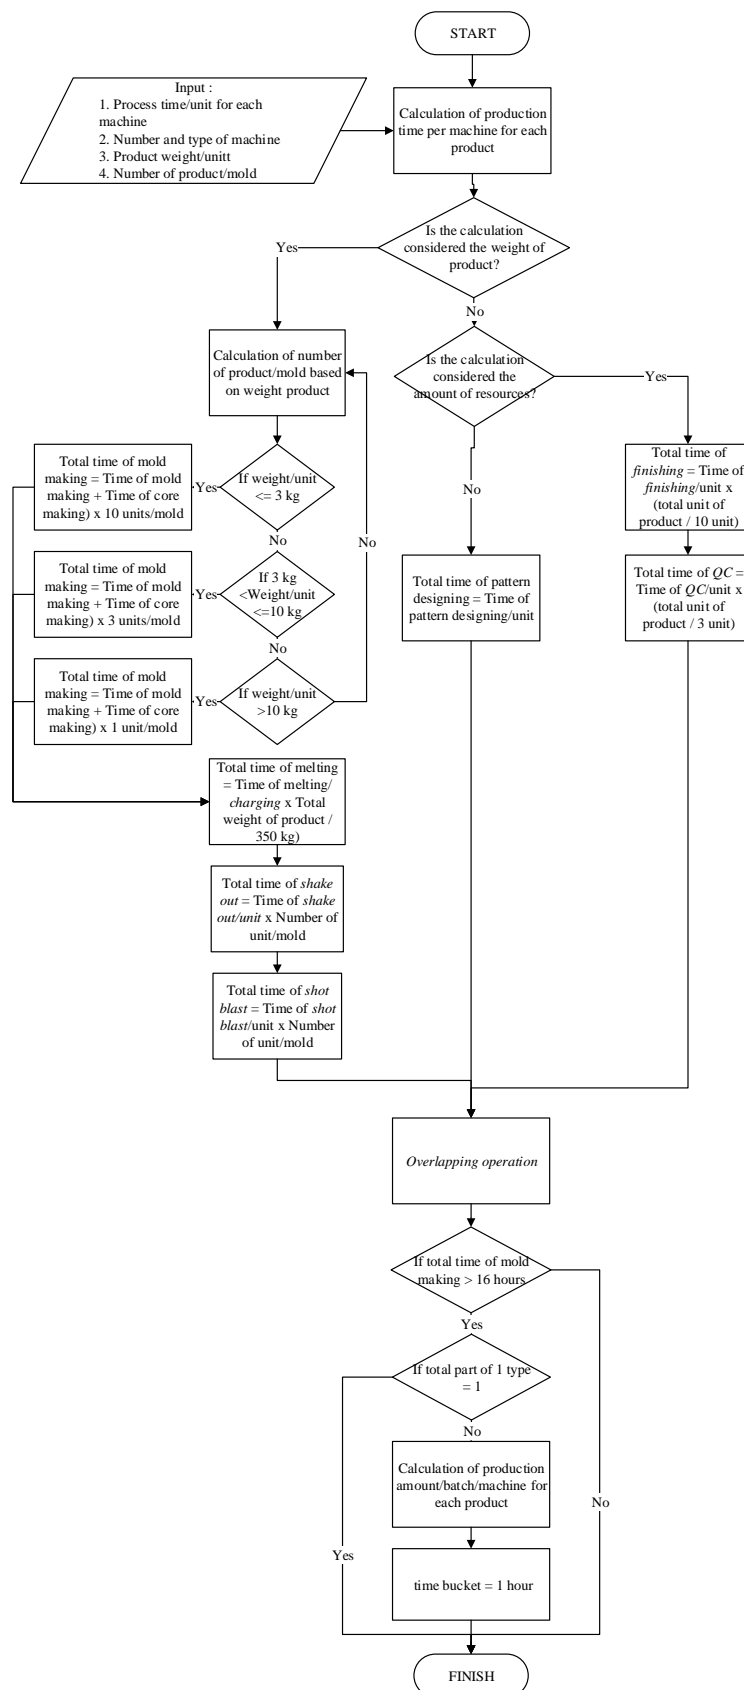 START
Input :
1. Process time/unit for each
machine
2. Number and type of machine
3. Product weight/unitt
4. Number of product/mold
Calculation of production
time per machine for each
product
Is the calculation
considered the weight of
product?
Yes
No
Calculation of number
of product/mold based
on weight product
Is the calculation
considered the
amount of resources?
Yes
No
Total time of
finishing = Time of
finishing/unit x
(total unit of
product / 10 unit)
Total time of mold
making = Time of mold
making + Time of core
making) x 10 units/mold
Yes
If weight/unit
<= 3 kg
No
No
Total time of mold
making = Time of mold
making + Time of core
making) x 3 units/mold
Yes
If 3 kg
<Weight/unit
<=10 kg
No
Total time of pattern
designing = Time of
pattern designing/unit
Total time of QC =
Time of QC/unit x
(total unit of
product / 3 unit)
Total time of mold
making = Time of mold
making + Time of core
making) x 1 unit/mold
Yes
If weight/unit
>10 kg
Total time of melting
= Time of melting/
charging x Total
weight of product /
350 kg)
Total time of shake
out = Time of shake
out/unit x Number of
unit/mold
Total time of shot
blast = Time of shot
blast/unit x Number
of unit/mold
Overlapping operation
If total time of mold
making > 16 hours
Yes
If total part of 1 type
= 1
No
Calculation of production
amount/batch/machine for
each product
No
Yes
time bucket = 1 hour
FINISH